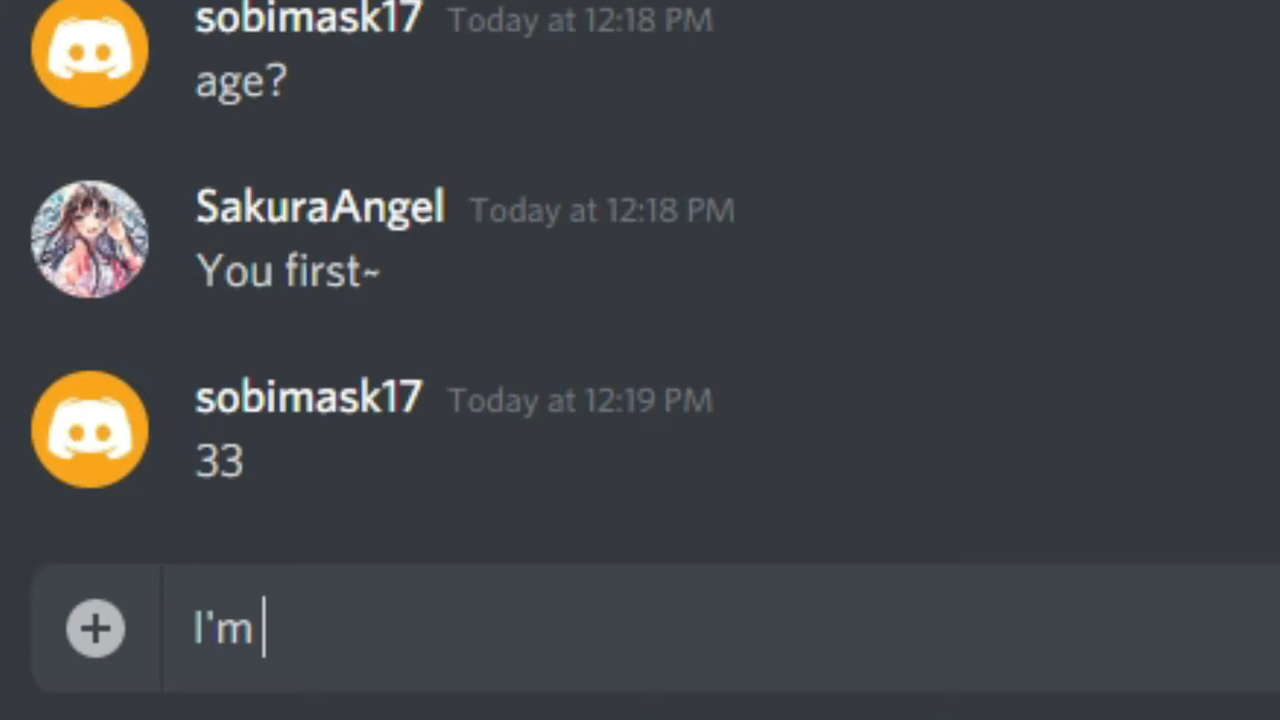 sobimask17 Today at 12:18 PM
age?
SakuraAngel Today at 12:18 PM
You first~
sobimask17 Today at 12:19 PM
33
I'm